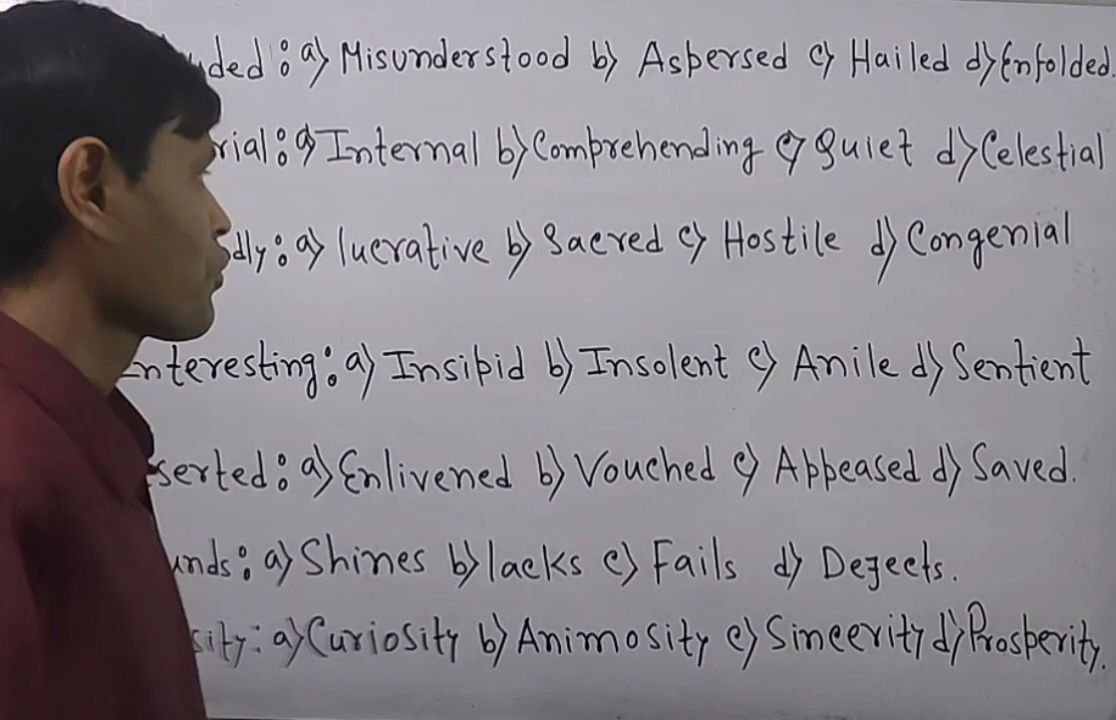 ded: a) Misunderstood b) Aspersed c) Hailed d) Enfolded.
rial: a) Internal b) Comprehending c) Quiet d) Celestial
dly: a) lucrative b) Sacred c) Hostile d) Congenial
nteresting: a) Insipid b) Insolent c) Anile d) Sentient
serted: a) Enlivened b) Vouched c) Appeased d) Saved.
unds: a) Shines b) lacks c) Fails d) Dejects.
sity: a) Curiosity b) Animosity c) Sincerity d) Prosperity.